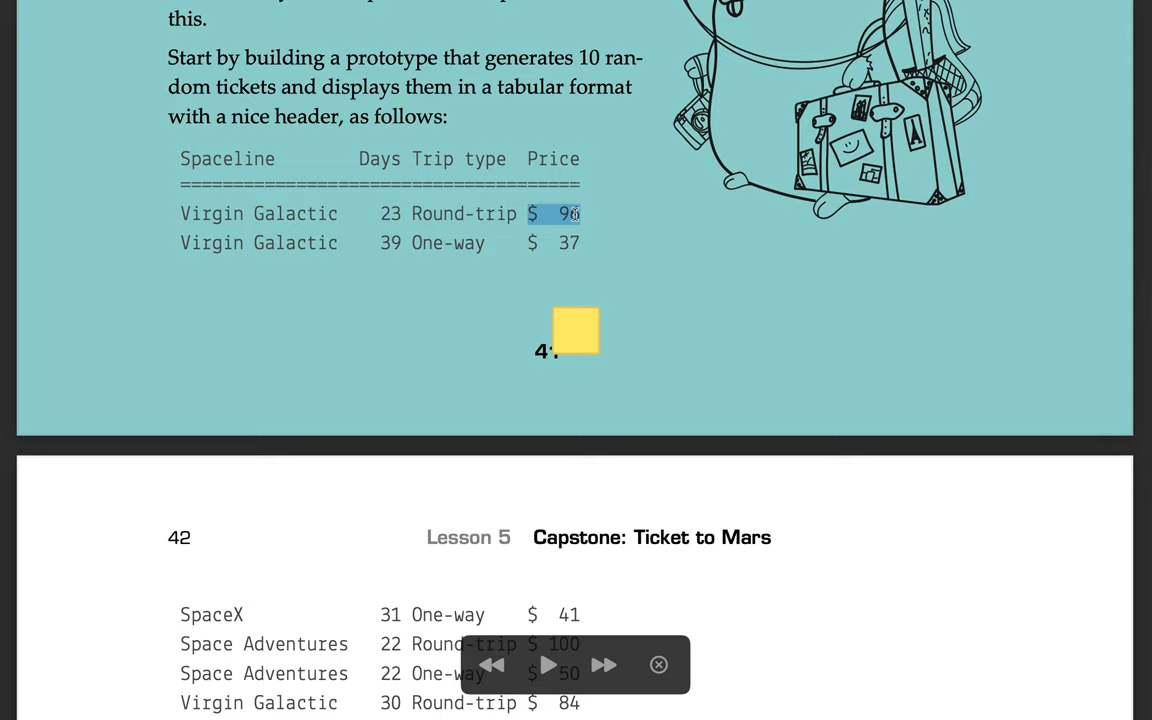 this.
Start by building a prototype that generates 10 ran-
dom tickets and displays them in a tabular format
with a nice header, as follows:
Spaceline Days Trip type Price
======================================
Virgin Galactic 23 Round-trip $ 96
Virgin Galactic 39 One-way $ 37
A
42 Lesson 5 Capstone: Ticket to Mars
SpaceX 31 One-way $ 41
Space Adventures 22 Round-trip $ 100
Space Adventures 22 One-way $ 50
Virgin Galactic 30 Round-trip $ 84